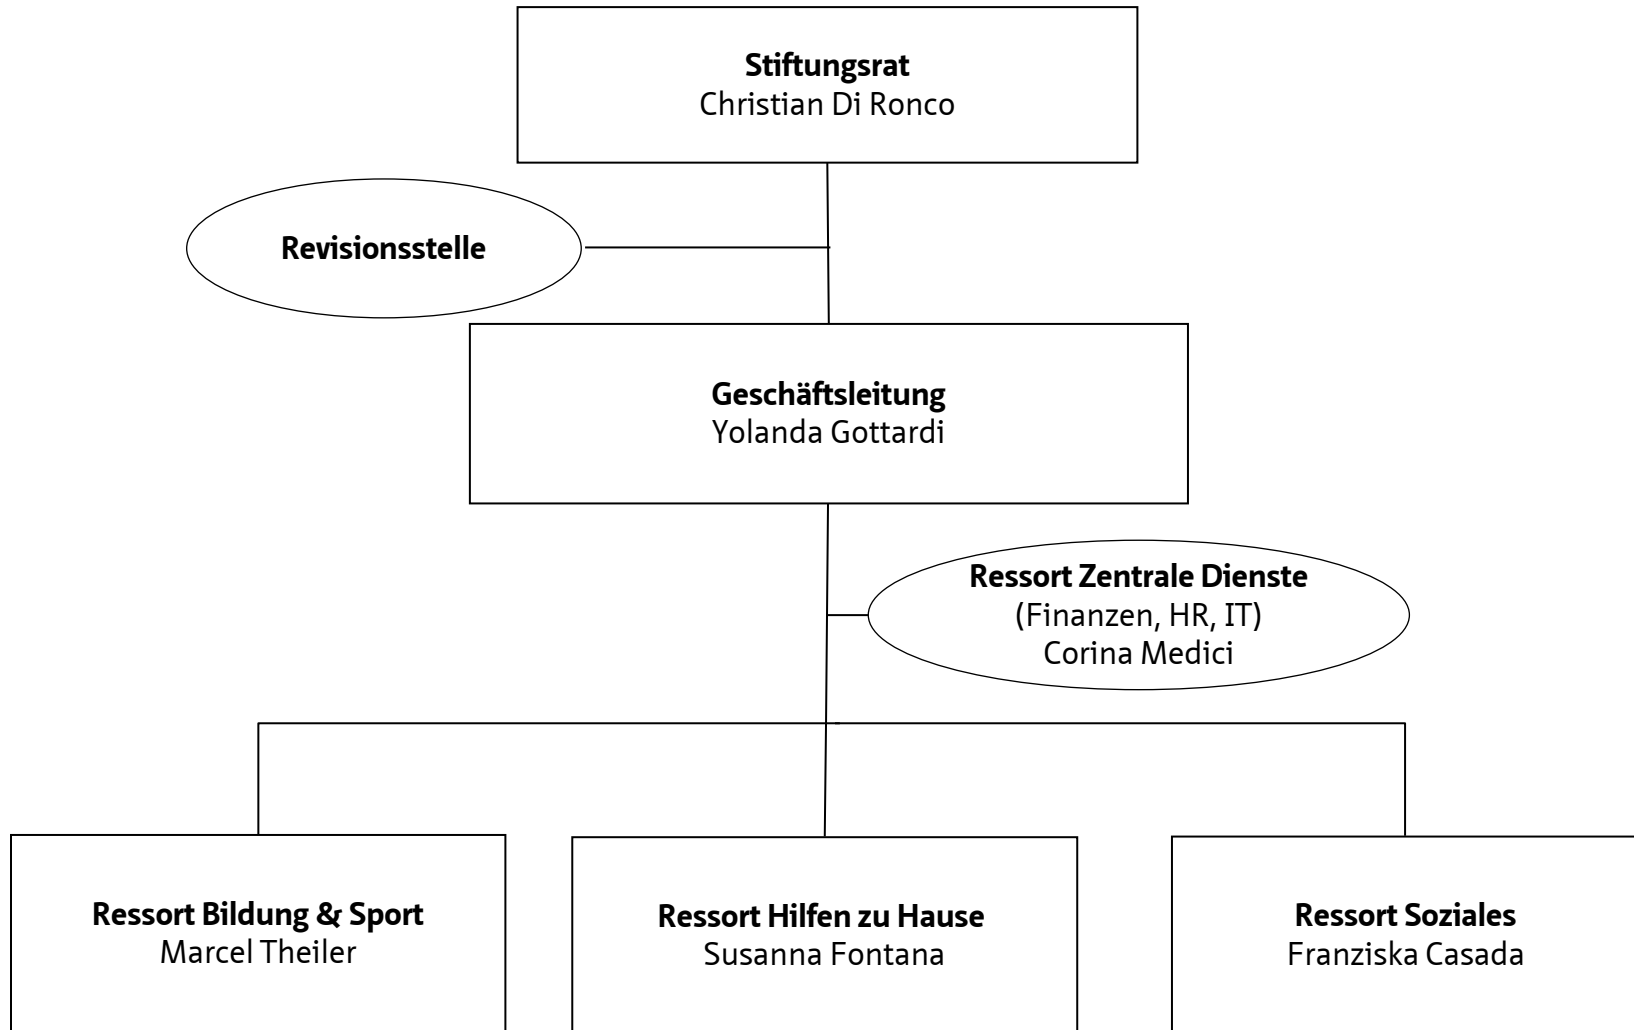 Stiftungsrat
Christian Di Ronco
Revisionsstelle
Geschäftsleitung
Yolanda Gottardi
Ressort Zentrale Dienste
(Finanzen, HR, IT)
Corina Medici
Ressort Bildung & Sport
Marcel Theiler
Ressort Hilfen zu Hause
Susanna Fontana
Ressort Soziales
Franziska Casada